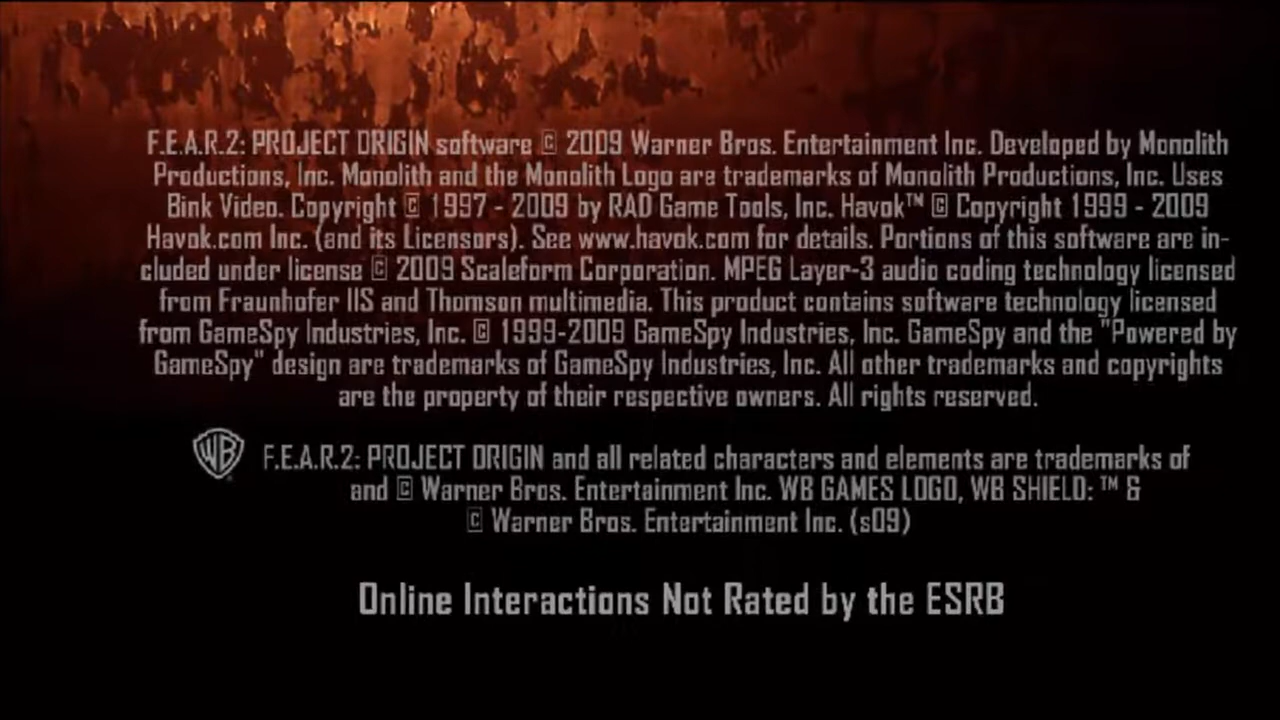 F.E.A.R.2: PROJECT ORIGIN software © 2009 Warner Bros. Entertainment Inc. Developed by Monolith
Productions, Inc. Monolith and the Monolith Logo are trademarks of Monolith Productions, Inc. Uses
Bink Video. Copyright © 1997 - 2009 by RAD Game Tools, Inc. Havok™ © Copyright 1999 - 2009
Havok.com Inc. (and its Licensors). See www.havok.com for details. Portions of this software are in-
cluded under license © 2009 Scaleform Corporation. MPEG Layer-3 audio coding technology licensed
from Fraunhofer IIS and Thomson multimedia. This product contains software technology licensed
from GameSpy Industries, Inc. © 1999-2009 GameSpy Industries, Inc. GameSpy and the "Powered by
GameSpy" design are trademarks of GameSpy Industries, Inc. All other trademarks and copyrights
are the property of their respective owners. All rights reserved.
WB F.E.A.R.2: PROJECT ORIGIN and all related characters and elements are trademarks of
and © Warner Bros. Entertainment Inc. WB GAMES LOGO, WB SHIELD: ™ &
© Warner Bros. Entertainment Inc. (s09)
Online Interactions Not Rated by the ESRB